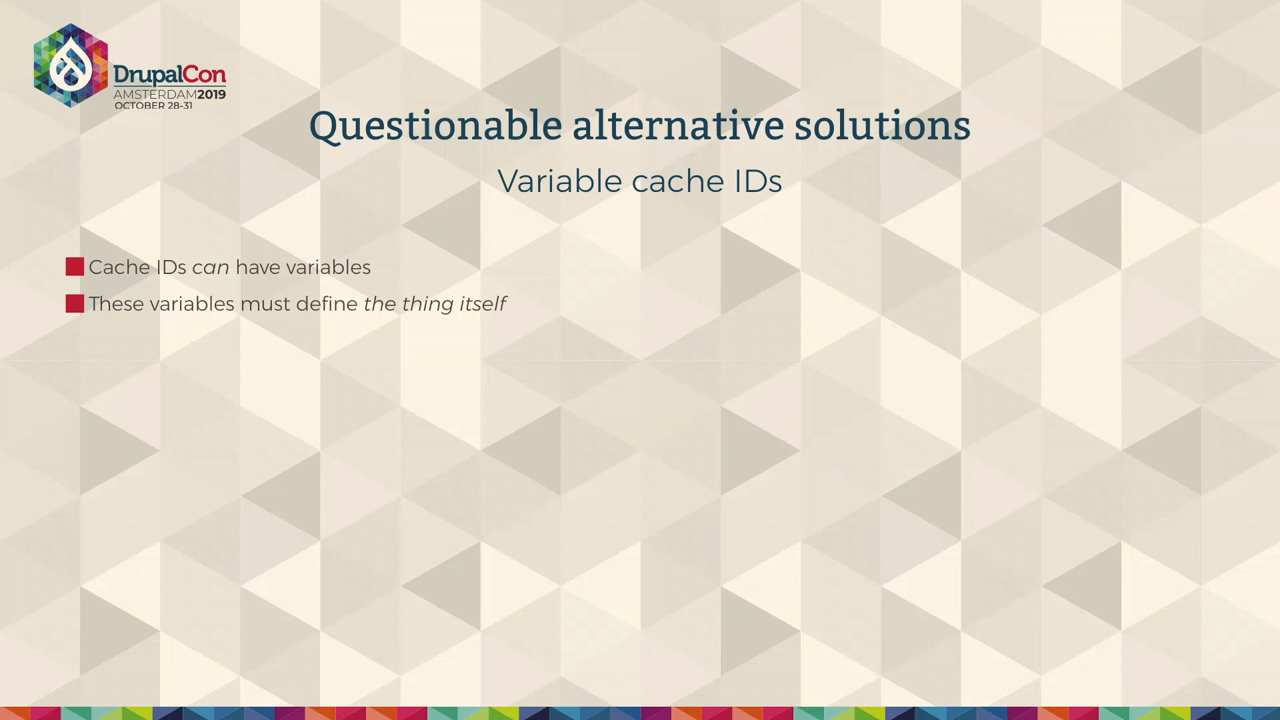 DrupalCon
AMSTERDAM2019
OCTOBER 28-31
Questionable alternative solutions
Variable cache IDs
Cache IDs can have variables
These variables must define the thing itself